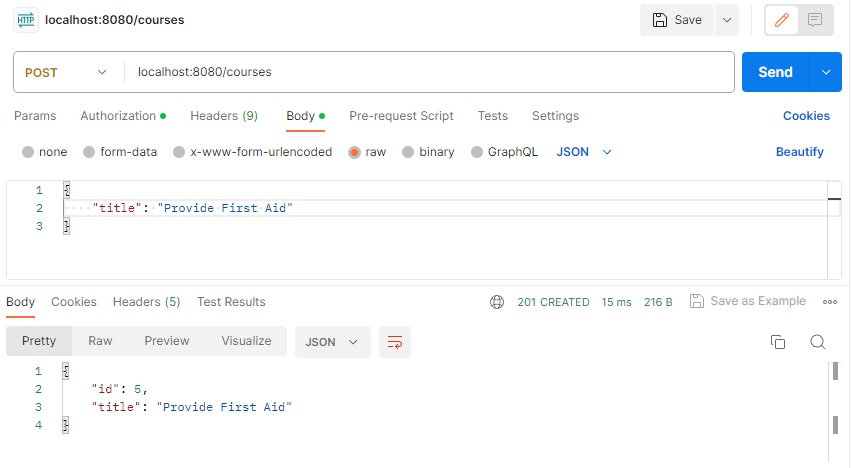 HTTP localhost:8080/courses Save
POST localhost:8080/courses Send
Params Authorization Headers (9) Body Pre-request Script Tests Settings Cookies
none form-data x-www-form-urlencoded raw binary GraphQL JSON Beautify
1 {
2 "title": "Provide First Aid"
3 }
Body Cookies Headers (5) Test Results 201 CREATED 15 ms 216 B Save as Example
Pretty Raw Preview Visualize JSON
1 {
2 "id": 5,
3 "title": "Provide First Aid"
4 }